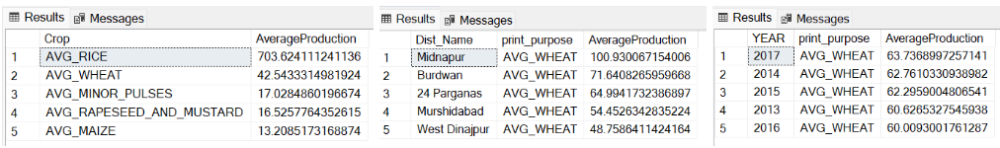 Results Messages
Crop AverageProduction
1 AVG_RICE 703.624111241136
2 AVG_WHEAT 42.5433314981924
3 AVG_MINOR_PULSES 17.0284860196674
4 AVG_RAPESEED_AND_MUSTARD 16.5257764352615
5 AVG_MAIZE 13.2085173168874
Results Messages
Dist_Name print_purpose AverageProduction
1 Midnapur AVG_WHEAT 100.930067154006
2 Burdwan AVG_WHEAT 71.6408265959668
3 24 Parganas AVG_WHEAT 64.9941732386897
4 Murshidabad AVG_WHEAT 54.4526342835224
5 West Dinajpur AVG_WHEAT 48.7586411424164
Results Messages
YEAR print_purpose AverageProduction
1 2017 AVG_WHEAT 63.7368997257141
2 2014 AVG_WHEAT 62.7610330938982
3 2015 AVG_WHEAT 62.2959004806541
4 2013 AVG_WHEAT 60.6265327545938
5 2016 AVG_WHEAT 60.0093001761287